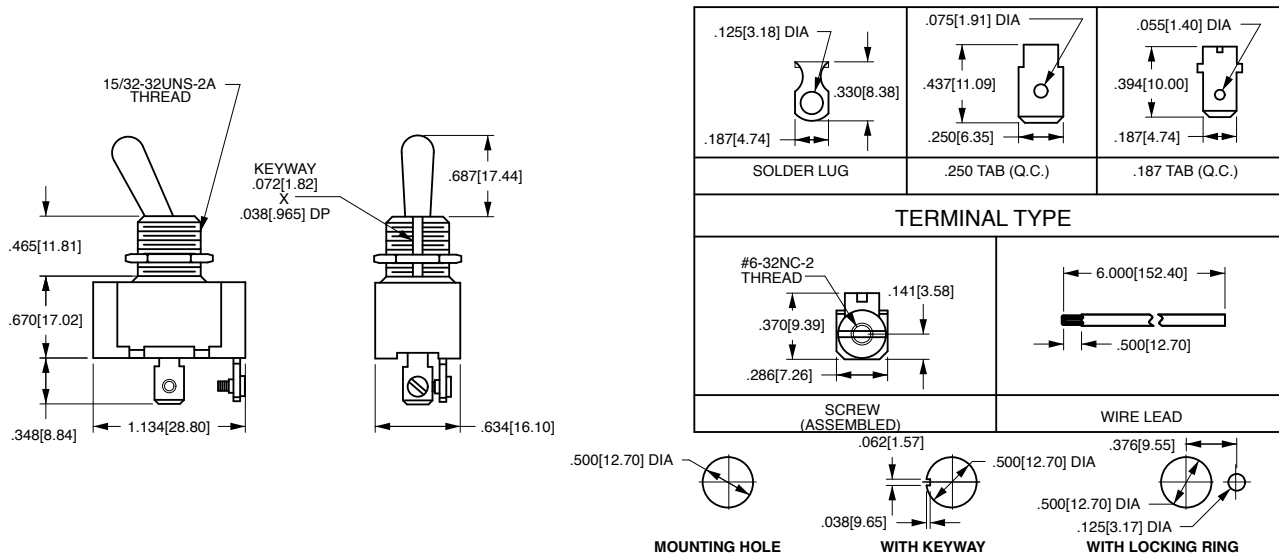 15/32-32UNS-2A
THREAD
KEYWAY
.072[1.82]
X
.038[.965] DP
.687[17.44]
.465[11.81]
.670[17.02]
.348[8.84]
1.134[28.80]
.634[16.10]
.125[3.18] DIA
.330[8.38]
.187[4.74]
SOLDER LUG
.075[1.91] DIA
.437[11.09]
.250[6.35]
.250 TAB (Q.C.)
.055[1.40] DIA
.394[10.00]
.187[4.74]
.187 TAB (Q.C.)
TERMINAL TYPE
#6-32NC-2
THREAD
.141[3.58]
.370[9.39]
.286[7.26]
SCREW
(ASSEMBLED)
6.000[152.40]
.500[12.70]
WIRE LEAD
.500[12.70] DIA
MOUNTING HOLE
.062[1.57]
.500[12.70] DIA
.038[9.65]
WITH KEYWAY
.376[9.55]
.500[12.70] DIA
.125[3.17] DIA
WITH LOCKING RING